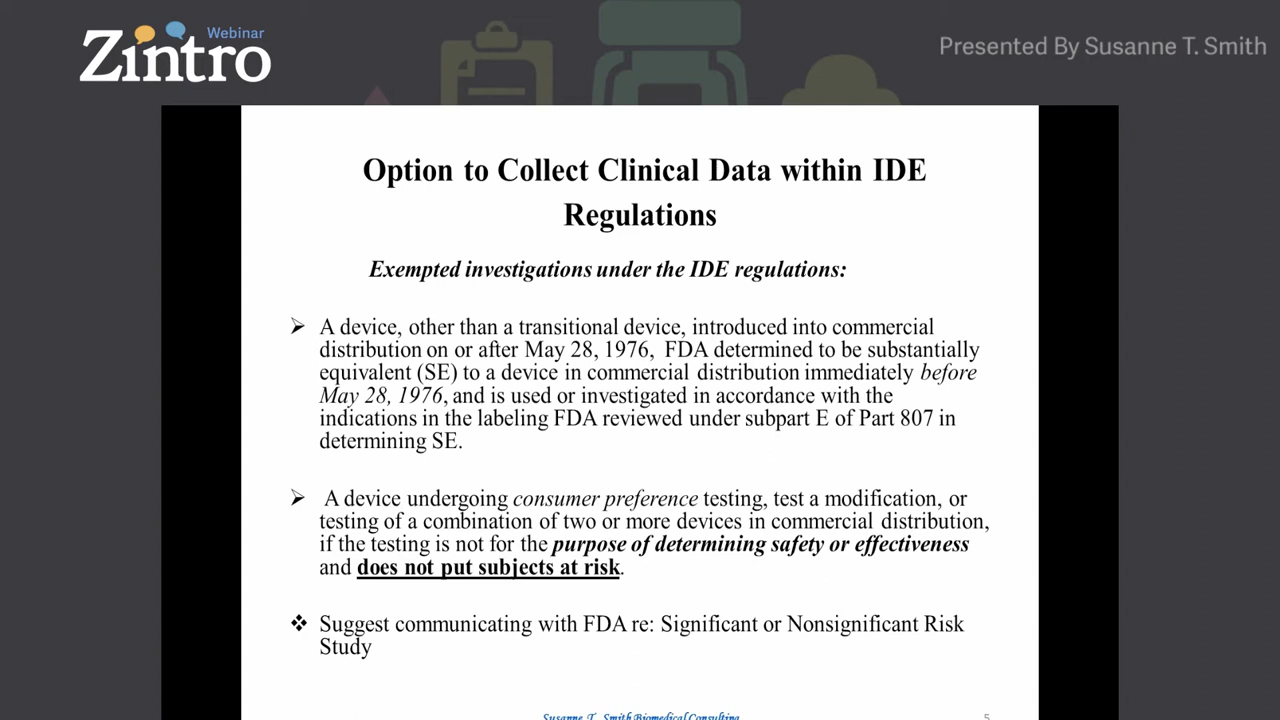 Webinar
Zintro
Presented By Susanne T. Smith
Option to Collect Clinical Data within IDE
Regulations
Exempted investigations under the IDE regulations:
➢ A device, other than a transitional device, introduced into commercial
distribution on or after May 28, 1976, FDA determined to be substantially
equivalent (SE) to a device in commercial distribution immediately before
May 28, 1976, and is used or investigated in accordance with the
indications in the labeling FDA reviewed under subpart E of Part 807 in
determining SE.
➢ A device undergoing consumer preference testing, test a modification, or
testing of a combination of two or more devices in commercial distribution,
if the testing is not for the purpose of determining safety or effectiveness
and does not put subjects at risk.
❖ Suggest communicating with FDA re: Significant or Nonsignificant Risk
Study
Susanne T. Smith Biomedical Consulting
5